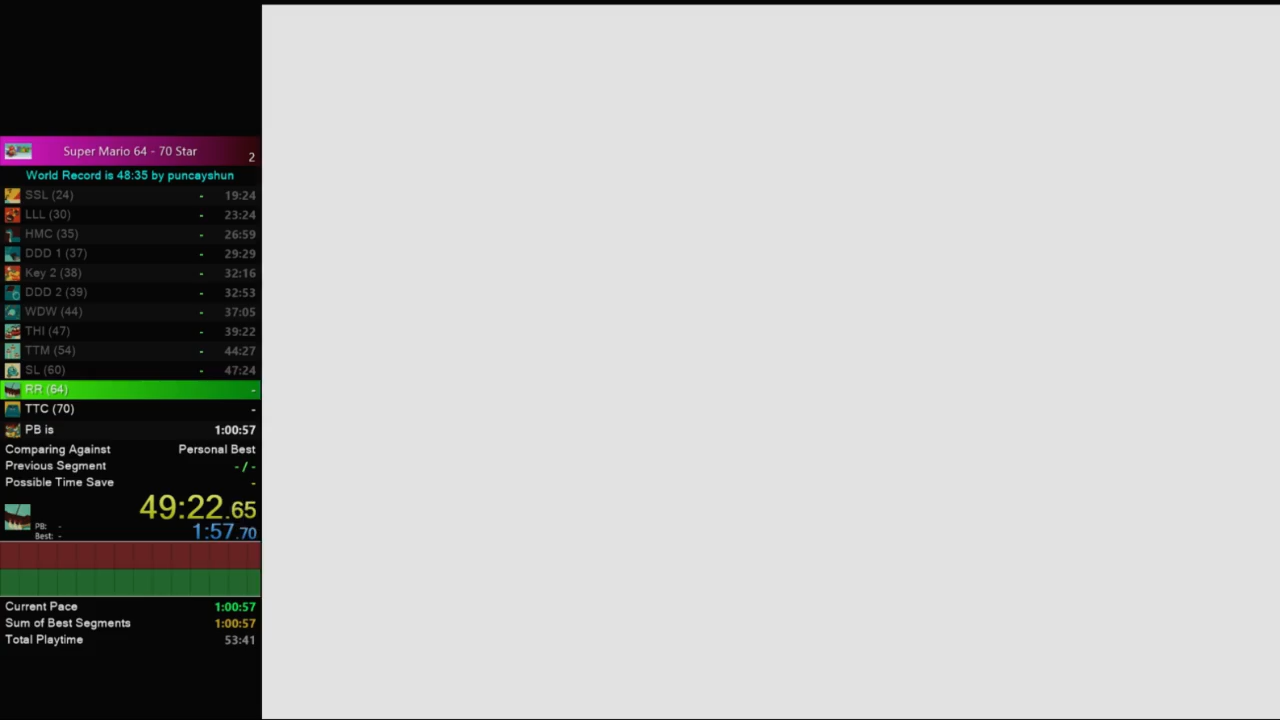 Super Mario 64 - 70 Star
2
World Record is 48:35 by puncayshun
SSL (24) - 19:24
LLL (30) - 23:24
HMC (35) - 26:59
DDD 1 (37) - 29:29
Key 2 (38) - 32:16
DDD 2 (39) - 32:53
WDW (44) - 37:05
THI (47) - 39:22
TTM (54) - 44:27
SL (60) - 47:24
RR (64) -
TTC (70) -
PB is 1:00:57
Comparing Against Personal Best
Previous Segment - / -
Possible Time Save -
49:22.65
PB: -
Best: -
1:57.70
Current Pace 1:00:57
Sum of Best Segments 1:00:57
Total Playtime 53:41